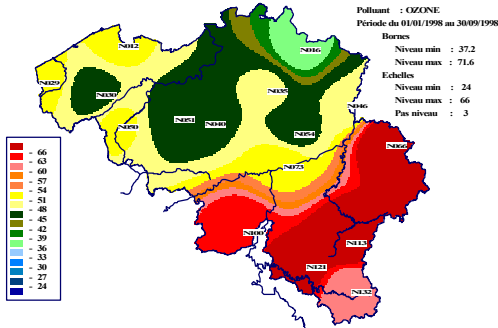 Polluant : OZONE
Période du 01/01/1998 au 30/09/1998
Bornes
Niveau min : 37.2
Niveau max : 71.6
Echelles
Niveau min : 24
Niveau max : 66
Pas niveau : 3
N012
N016
N029
N030
N035
N046
N050
N051
N040
N054
N066
N073
N100
N113
N121
N132
- 66
- 63
- 60
- 57
- 54
- 51
- 48
- 45
- 42
- 39
- 36
- 33
- 30
- 27
- 24